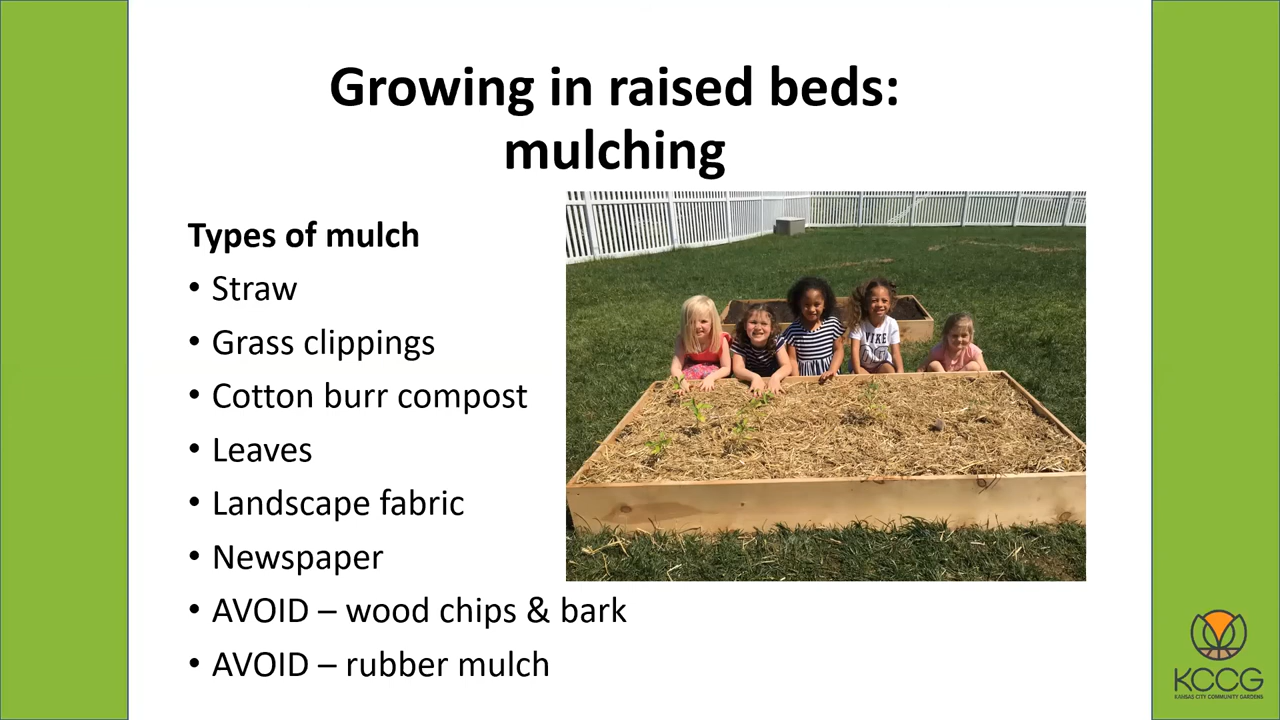 Growing in raised beds:
mulching
Types of mulch
• Straw
• Grass clippings
• Cotton burr compost
• Leaves
• Landscape fabric
• Newspaper
• AVOID – wood chips & bark
• AVOID – rubber mulch
NIKE
KCCG
KANSAS CITY COMMUNITY GARDENS